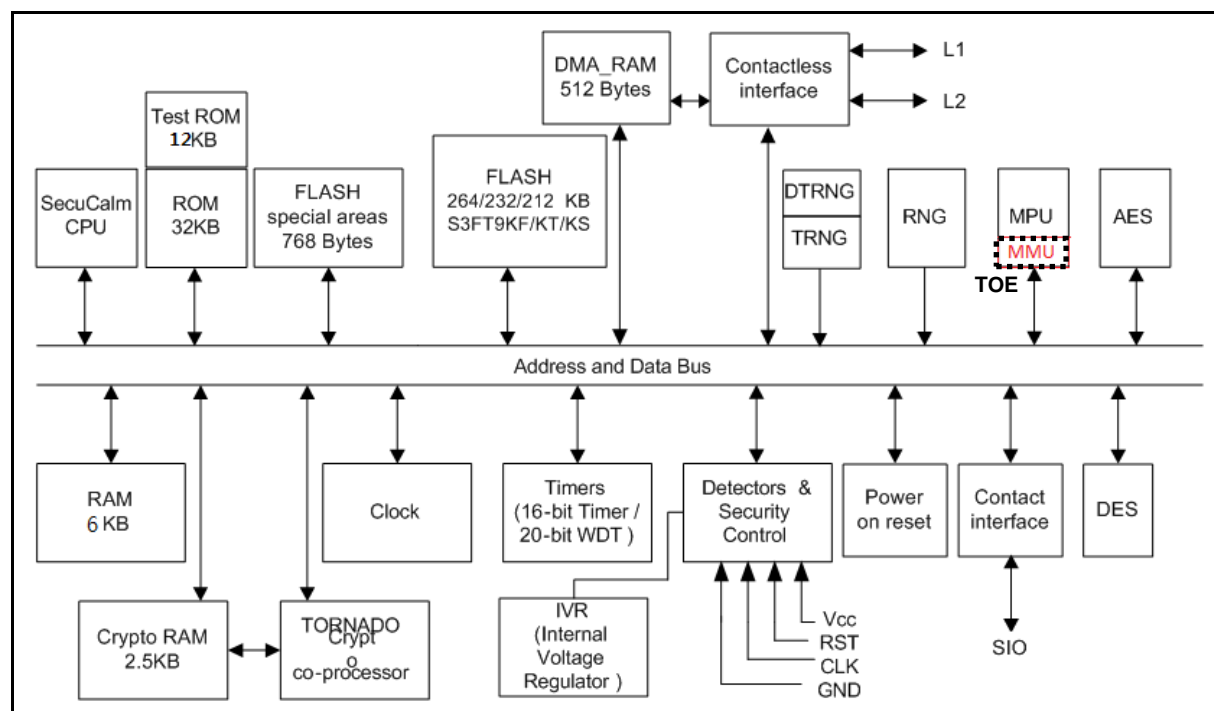 DMA_RAM
512 Bytes
Contactless
interface
L1
L2
Test ROM
12KB
SecuCalm
CPU
ROM
32KB
FLASH
special areas
768 Bytes
FLASH
264/232/212 KB
S3FT9KF/KT/KS
DTRNG
TRNG
RNG
MPU
MMU
TOE
AES
Address and Data Bus
RAM
6 KB
Clock
Timers
(16-bit Timer /
20-bit WDT )
Detectors &
Security
Control
Power
on reset
Contact
interface
DES
Crypto RAM
2.5KB
TORNADO
Crypt
o
co-processor
IVR
(Internal
Voltage
Regulator )
Vcc
RST
CLK
GND
SIO